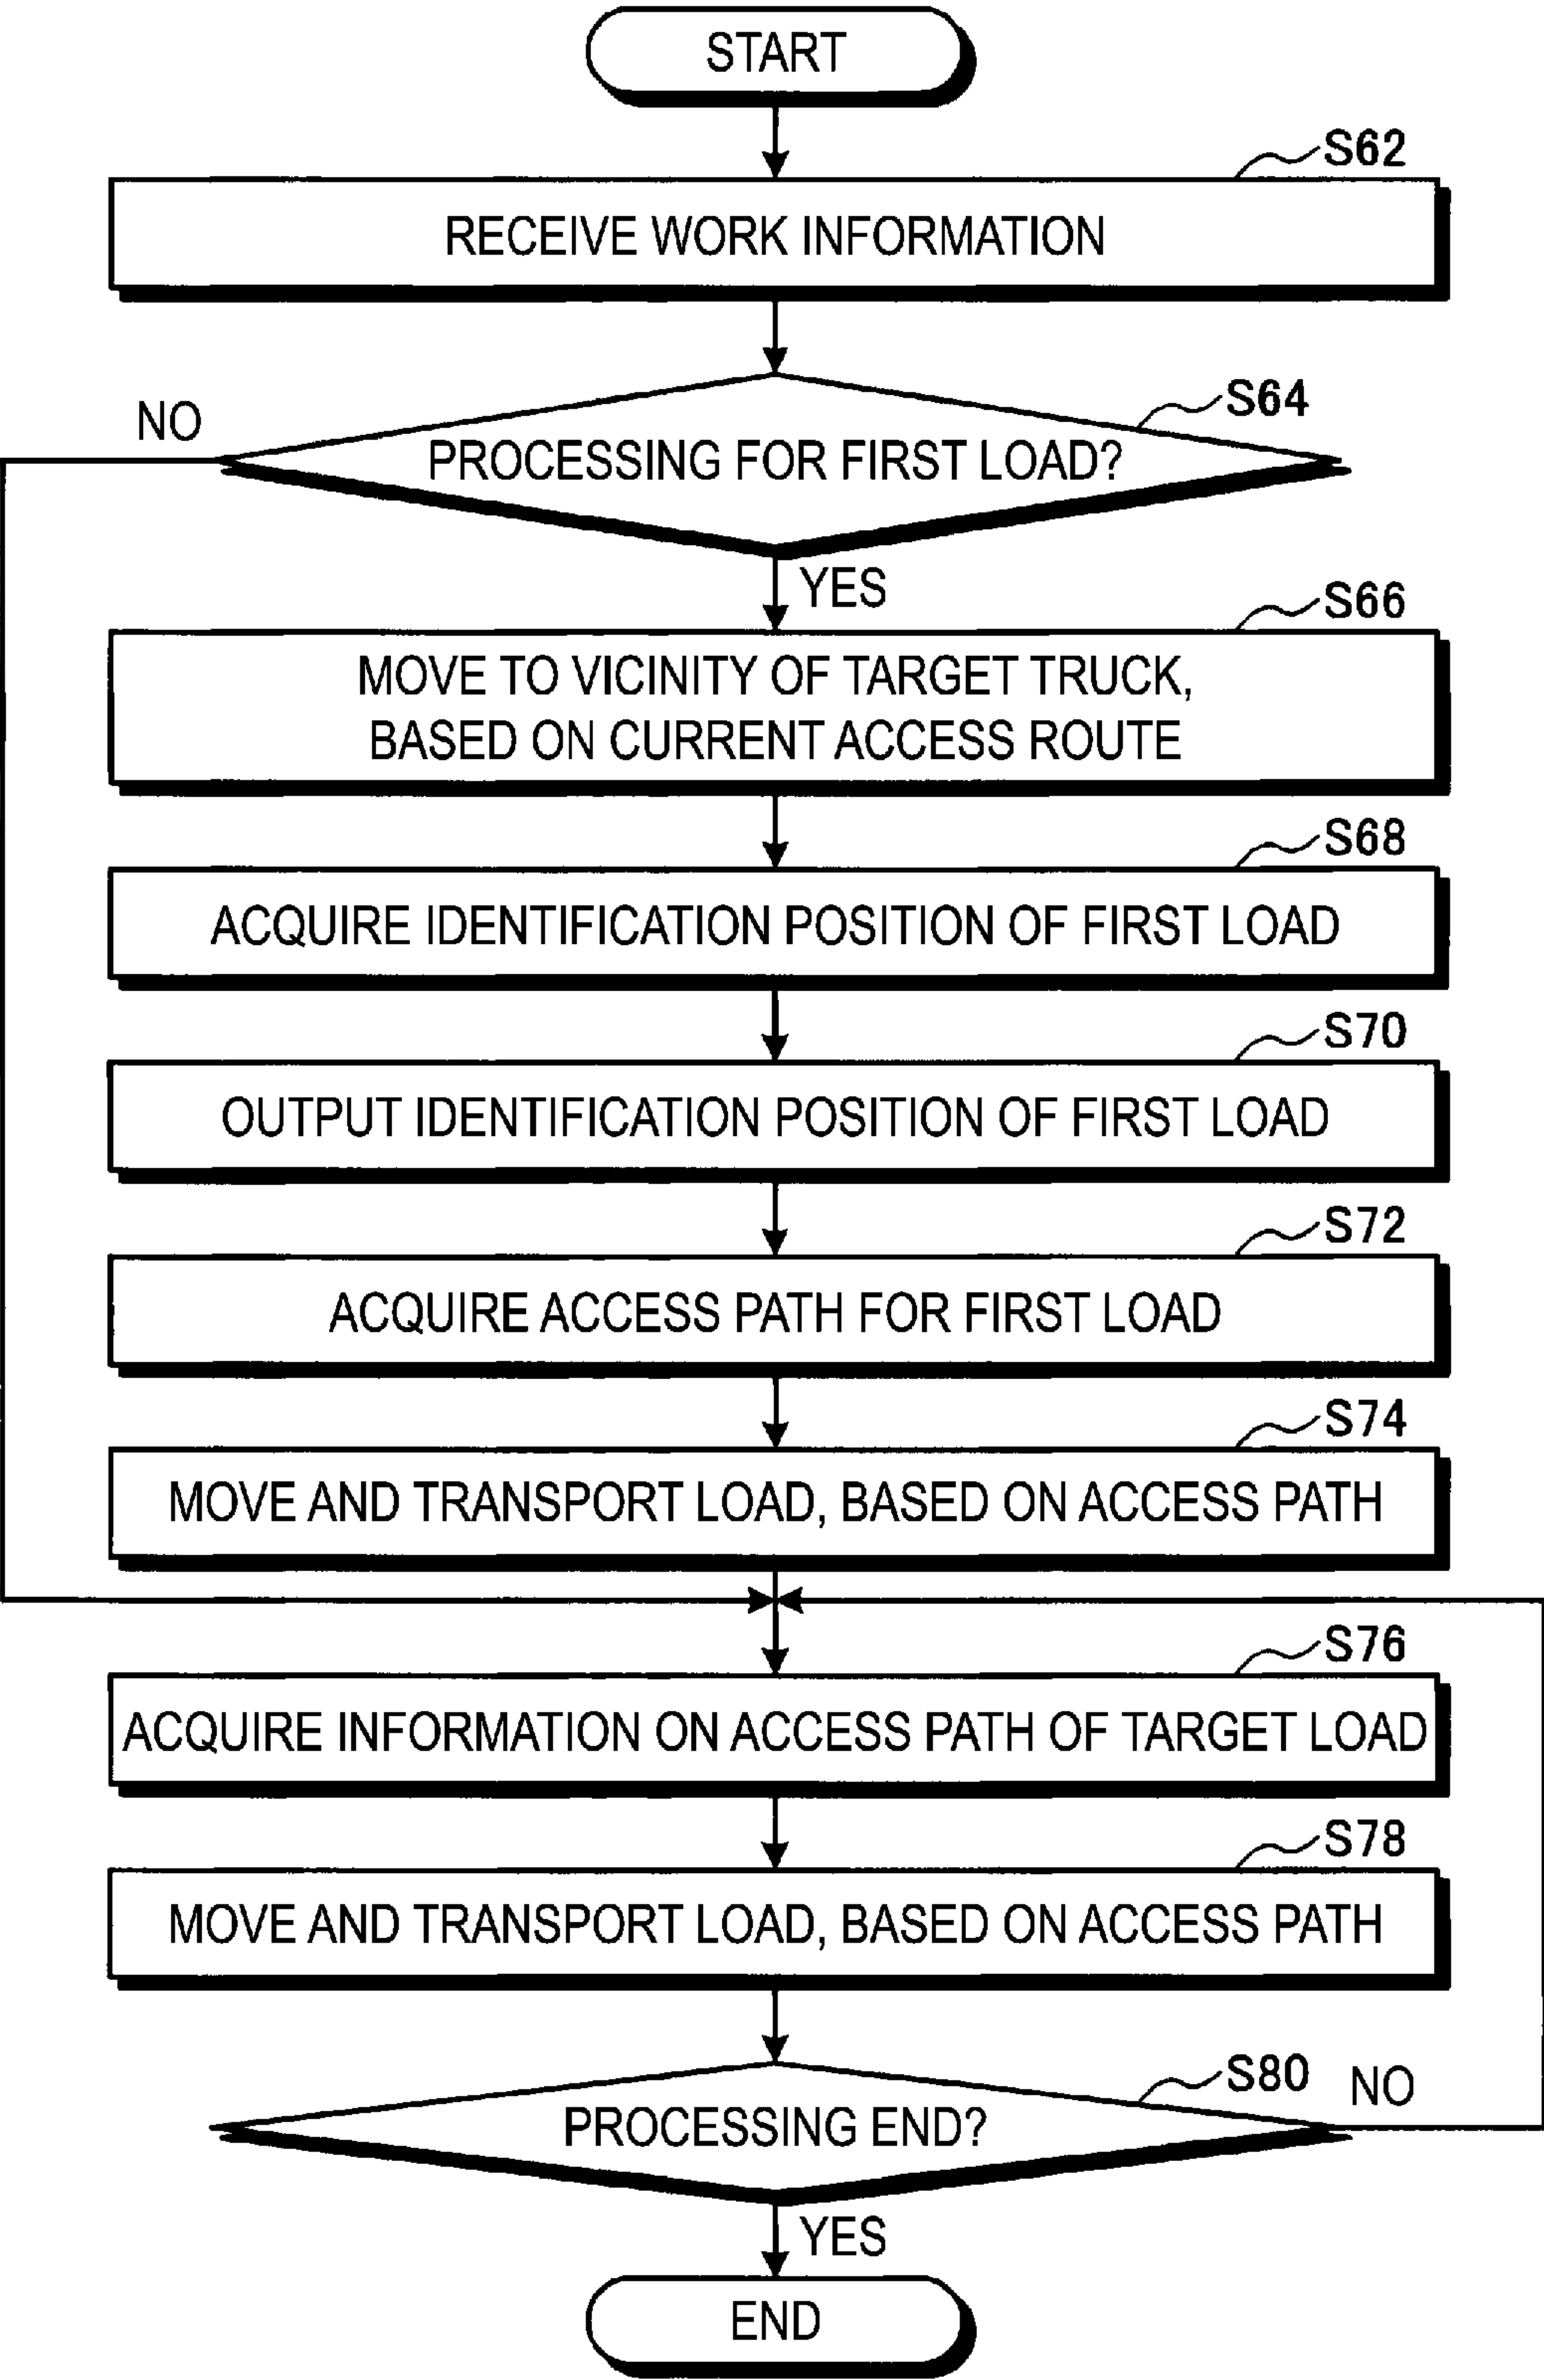 START
S62
RECEIVE WORK INFORMATION
S64
NO
PROCESSING FOR FIRST LOAD?
YES
S66
MOVE TO VICINITY OF TARGET TRUCK,
BASED ON CURRENT ACCESS ROUTE
S68
ACQUIRE IDENTIFICATION POSITION OF FIRST LOAD
S70
OUTPUT IDENTIFICATION POSITION OF FIRST LOAD
S72
ACQUIRE ACCESS PATH FOR FIRST LOAD
S74
MOVE AND TRANSPORT LOAD, BASED ON ACCESS PATH
S76
ACQUIRE INFORMATION ON ACCESS PATH OF TARGET LOAD
S78
MOVE AND TRANSPORT LOAD, BASED ON ACCESS PATH
S80
NO
PROCESSING END?
YES
END